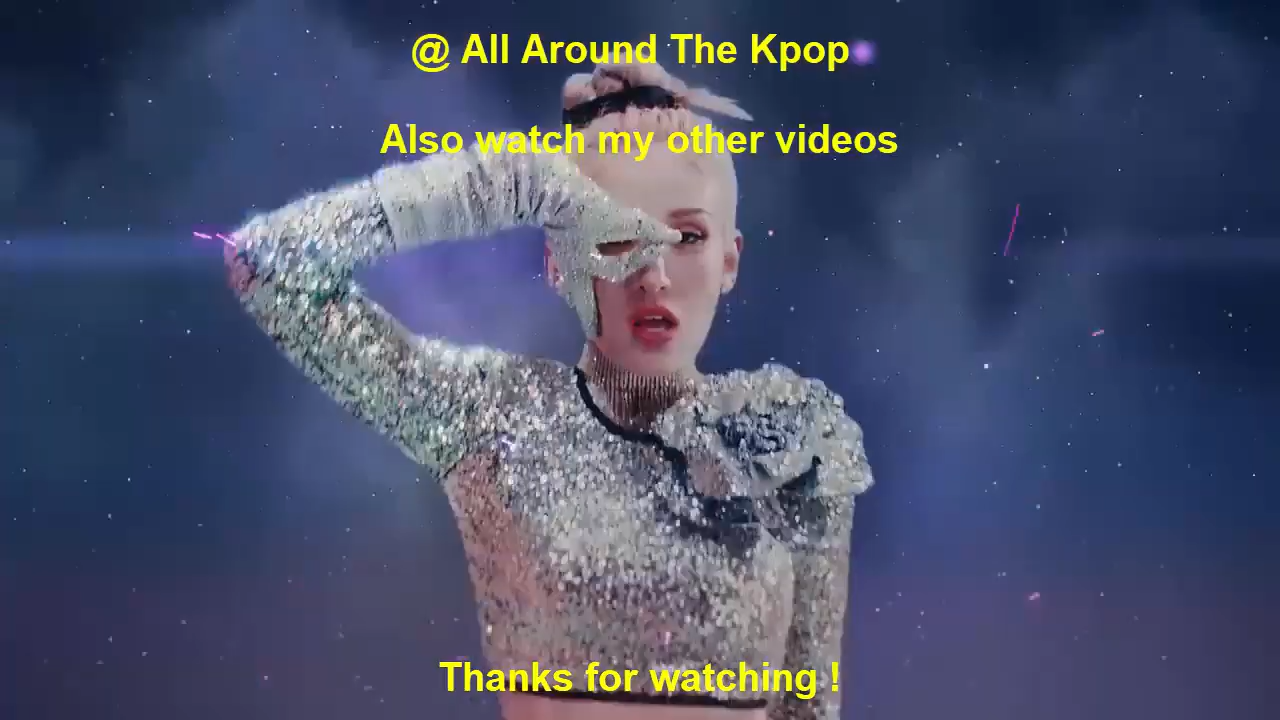 @ All Around The Kpop
Also watch my other videos
Thanks for watching !